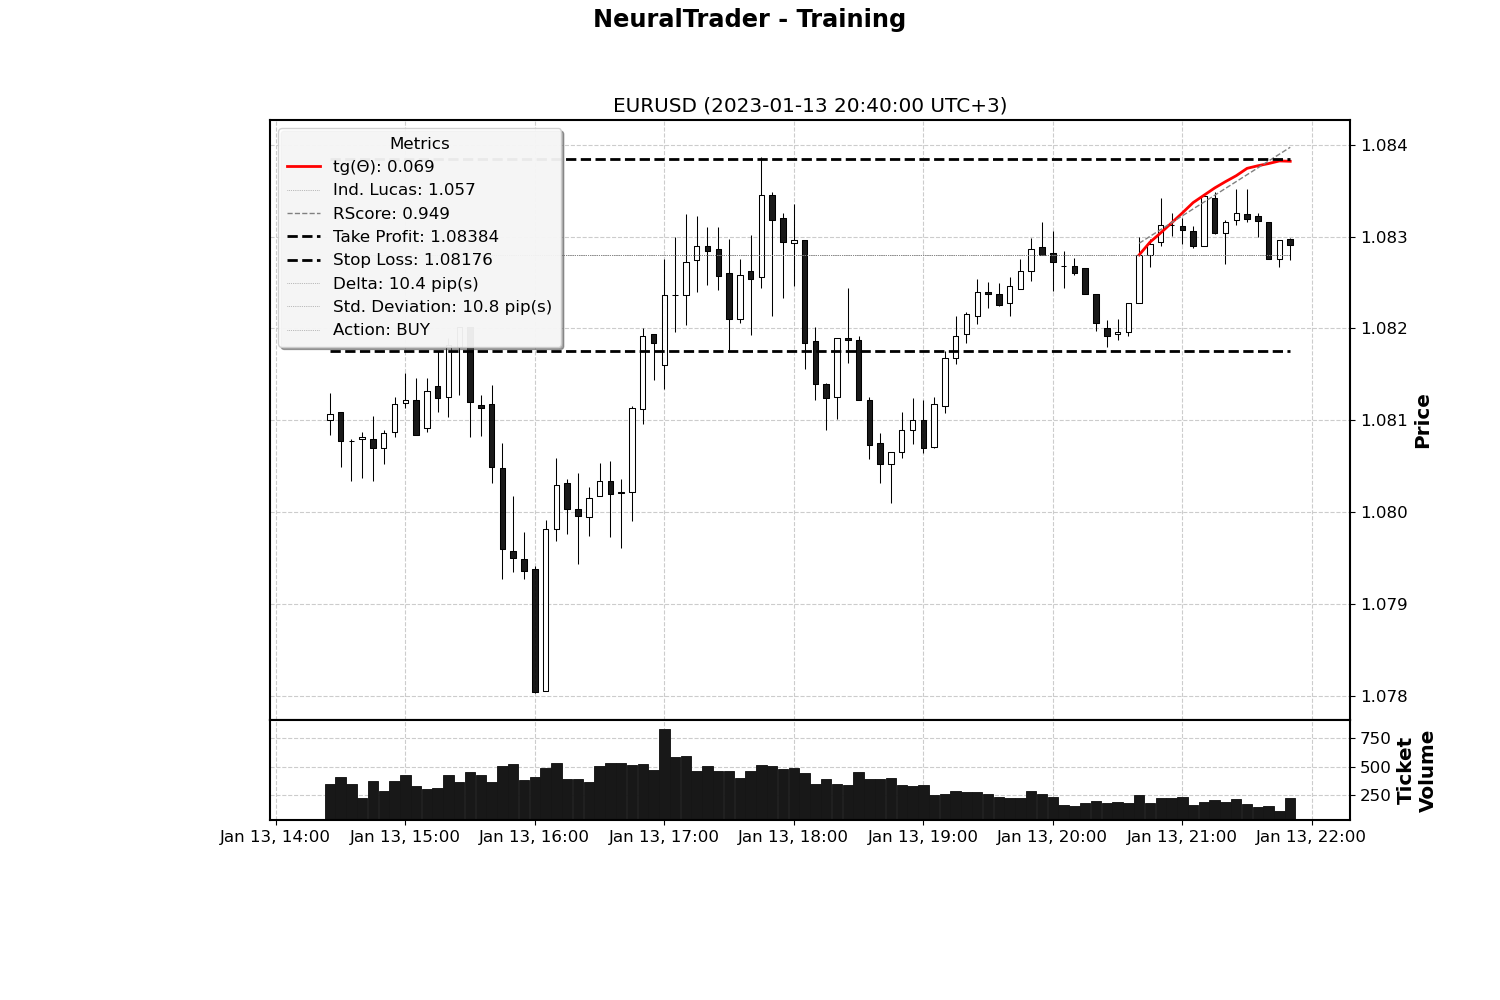 NeuralTrader - Training
EURUSD (2023-01-13 20:40:00 UTC+3)
Metrics
tg(Θ): 0.069
Ind. Lucas: 1.057
RScore: 0.949
Take Profit: 1.08384
Stop Loss: 1.08176
Delta: 10.4 pip(s)
Std. Deviation: 10.8 pip(s)
Action: BUY
1.084
1.083
1.082
1.081
1.080
1.079
1.078
Price
750
500
250
Ticket
Volume
Jan 13, 14:00
Jan 13, 15:00
Jan 13, 16:00
Jan 13, 17:00
Jan 13, 18:00
Jan 13, 19:00
Jan 13, 20:00
Jan 13, 21:00
Jan 13, 22:00